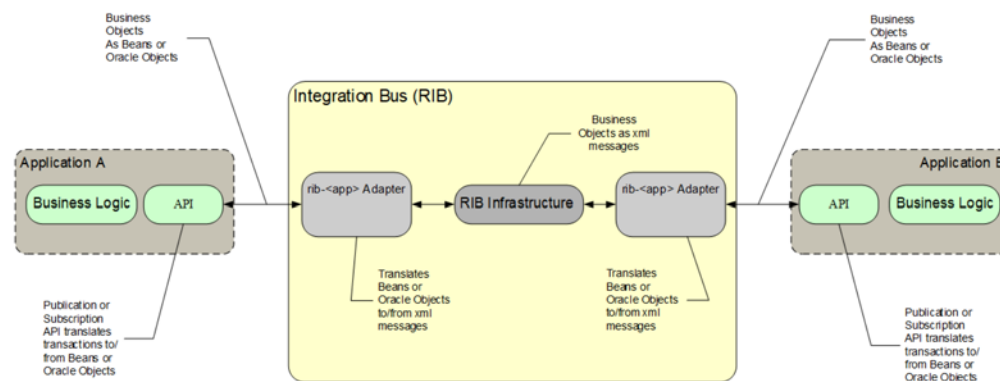 Business
Objects
As Beans or
Oracle Objects
Business
Objects
As Beans or
Oracle Objects
Integration Bus (RIB)
Business
Objects as xml
messages
Application A
Business Logic
API
rib-<app> Adapter
RIB Infrastructure
rib-<app> Adapter
Application B
API
Business Logic
Translates
Beans or
Oracle Objects
to/from xml
messages
Translates
Beans or
Oracle Objects
to/from xml
messages
Publication or
Subscription
API translates
transactions to/
from Beans or
Oracle Objects
Publication or
Subscription
API translates
transactions to/
from Beans or
Oracle Objects